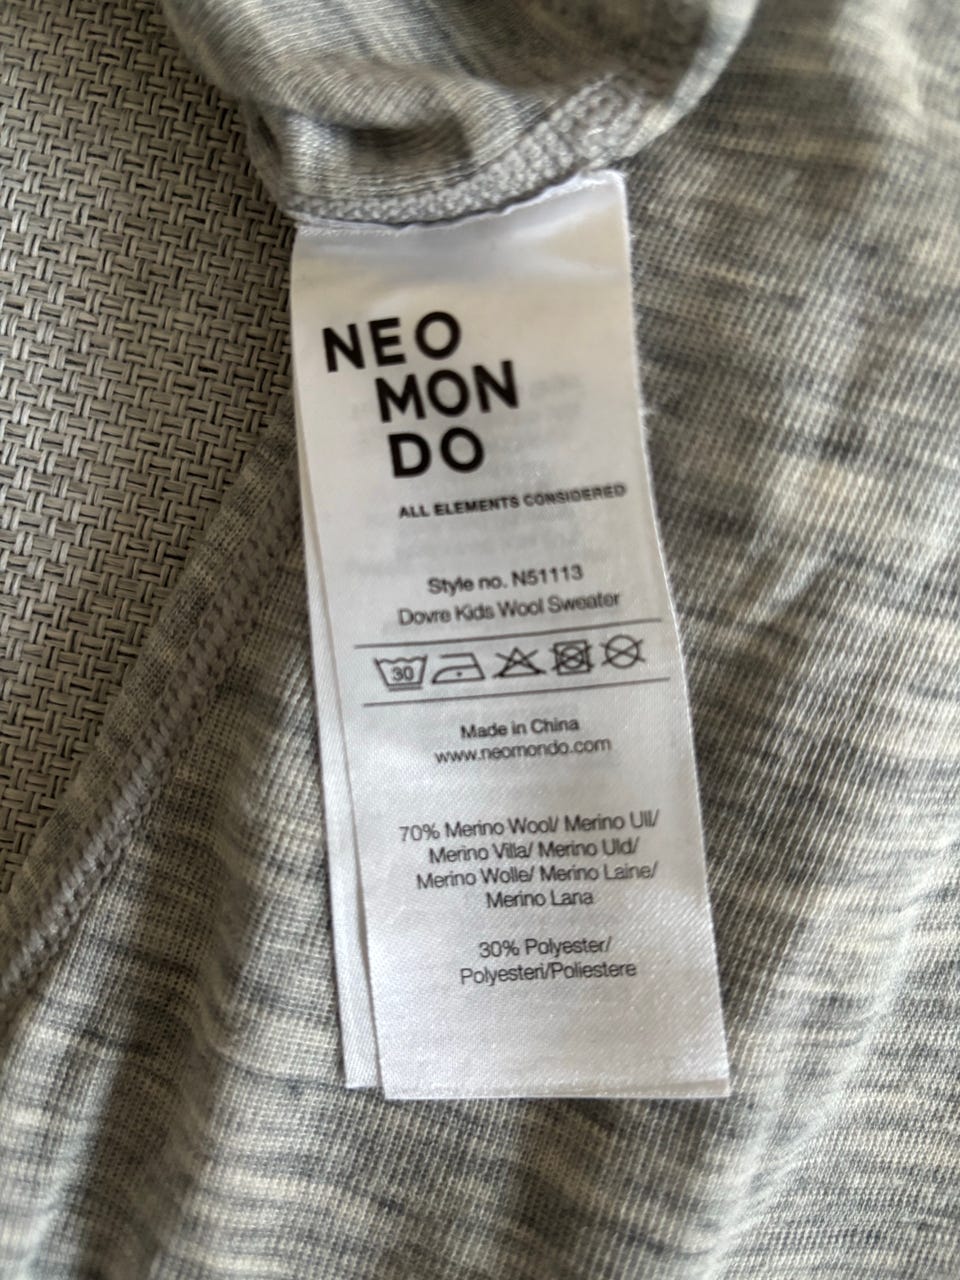 NEO
MON
DO
ALL ELEMENTS CONSIDERED
Style no. N51113
Dovre Kids Wool Sweater
30
Made in China
www.neomondo.com
70% Merino Wool/ Merino Ull/
Merino Villa/ Merino Uld/
Merino Wolle/ Merino Laine/
Merino Lana
30% Polyester/
Polyesteri/Poliestere